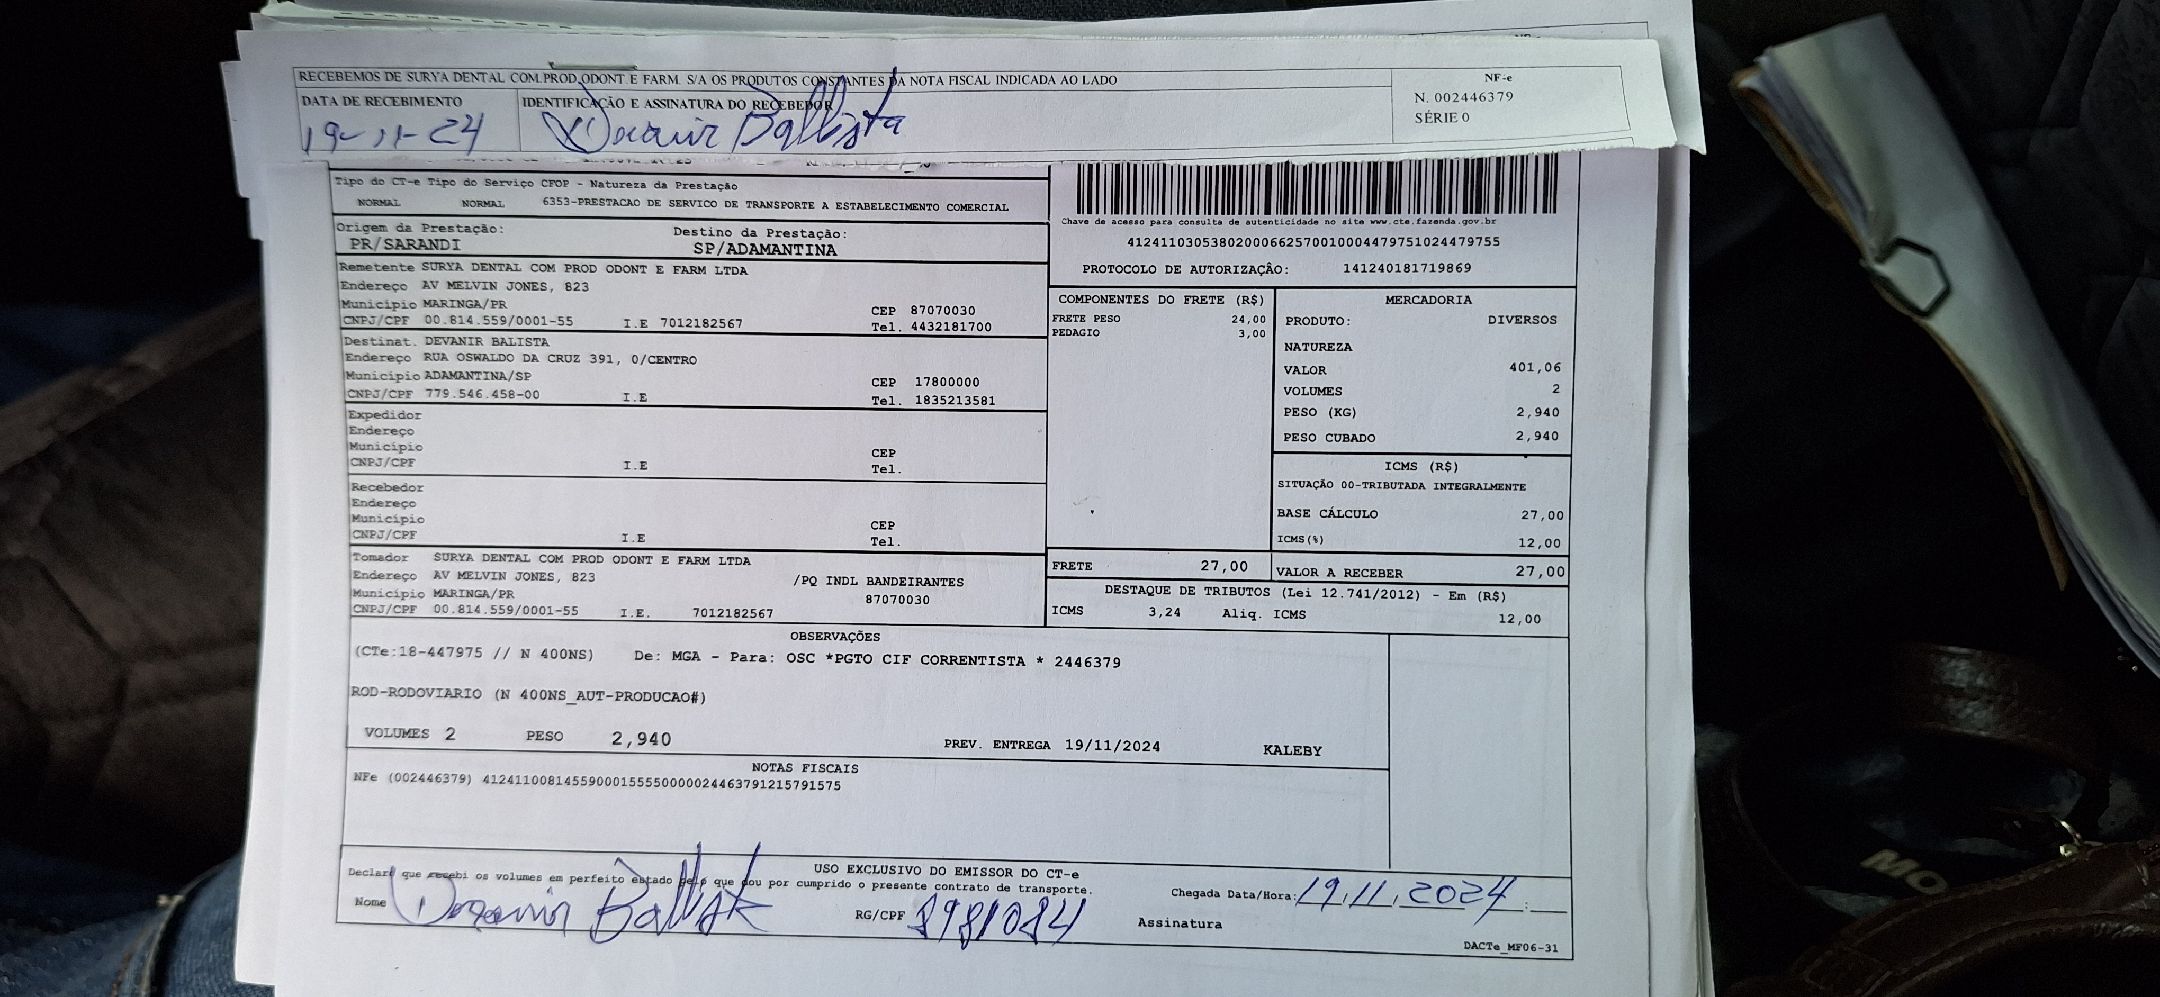 RECEBEMOS DE SURYA DENTAL COM.PROD.ODONT.E FARM. S/A OS PRODUTOS CONSTANTES DA NOTA FISCAL INDICADA AO LADO
NF-e
N. 002446379
SÉRIE 0
DATA DE RECEBIMENTO
IDENTIFICAÇÃO E ASSINATURA DO RECEBEDOR
19-11-24
Tipo do CT-e Tipo do Serviço CFOP - Natureza da Prestação
NORMAL NORMAL 6353-PRESTACAO DE SERVICO DE TRANSPORTE A ESTABELECIMENTO COMERCIAL
Origem da Prestação: Destino da Prestação:
PR/SARANDI SP/ADAMANTINA
Chave de acesso para consulta de autenticidade no site www.cte.fazenda.gov.br
41241103053802000662570010004479751024479755
PROTOCOLO DE AUTORIZAÇÃO: 141240181719869
Remetente SURYA DENTAL COM PROD ODONT E FARM LTDA
Endereço AV MELVIN JONES, 823
Município MARINGA/PR CEP 87070030
CNPJ/CPF 00.814.559/0001-55 I.E 7012182567 Tel. 4432181700
Destinat. DEVANIR BALISTA
Endereço RUA OSWALDO DA CRUZ 391, 0/CENTRO
Município ADAMANTINA/SP CEP 17800000
CNPJ/CPF 779.546.458-00 I.E Tel. 1835213581
Expedidor
Endereço
Município CEP
CNPJ/CPF I.E Tel.
Recebedor
Endereço
Município CEP
CNPJ/CPF I.E Tel.
Tomador SURYA DENTAL COM PROD ODONT E FARM LTDA
Endereço AV MELVIN JONES, 823 /PQ INDL BANDEIRANTES
Município MARINGA/PR 87070030
CNPJ/CPF 00.814.559/0001-55 I.E. 7012182567
COMPONENTES DO FRETE (R$)
FRETE PESO 24,00
PEDAGIO 3,00
FRETE 27,00
MERCADORIA
PRODUTO: DIVERSOS
NATUREZA
VALOR 401,06
VOLUMES 2
PESO (KG) 2,940
PESO CUBADO 2,940
ICMS (R$)
SITUAÇÃO 00-TRIBUTADA INTEGRALMENTE
BASE CÁLCULO 27,00
ICMS(%) 12,00
VALOR A RECEBER 27,00
DESTAQUE DE TRIBUTOS (Lei 12.741/2012) - Em (R$)
ICMS 3,24 Aliq. ICMS 12,00
OBSERVAÇÕES
(CTe:18-447975 // N 400NS) De: MGA - Para: OSC *PGTO CIF CORRENTISTA * 2446379
ROD-RODOVIARIO (N 400NS_AUT-PRODUCAO#)
VOLUMES 2 PESO 2,940 PREV. ENTREGA 19/11/2024 KALEBY
NOTAS FISCAIS
NFe (002446379) 41241100814559000155550000024463791215791575
USO EXCLUSIVO DO EMISSOR DO CT-e
Declaro que recebi os volumes em perfeito estado pelo que dou por cumprido o presente contrato de transporte.
Chegada Data/Hora: 19.11.2024
Nome
RG/CPF 8981084
Assinatura
DACTe_MF06-31
MO